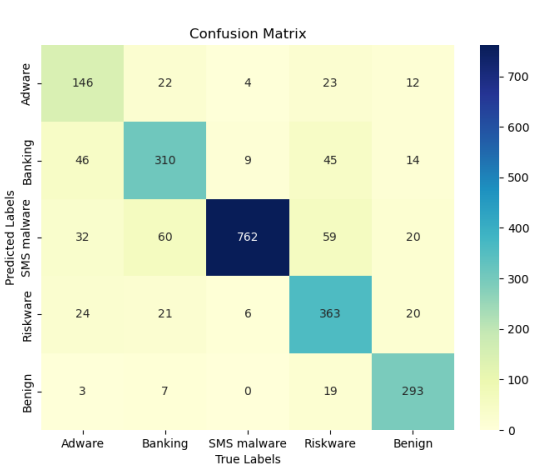 Confusion Matrix
Predicted Labels
Adware 146 22 4 23 12
Banking 46 310 9 45 14
SMS malware 32 60 762 59 20
Riskware 24 21 6 363 20
Benign 3 7 0 19 293
Adware Banking SMS malware Riskware Benign
True Labels
700
600
500
400
300
200
100
0